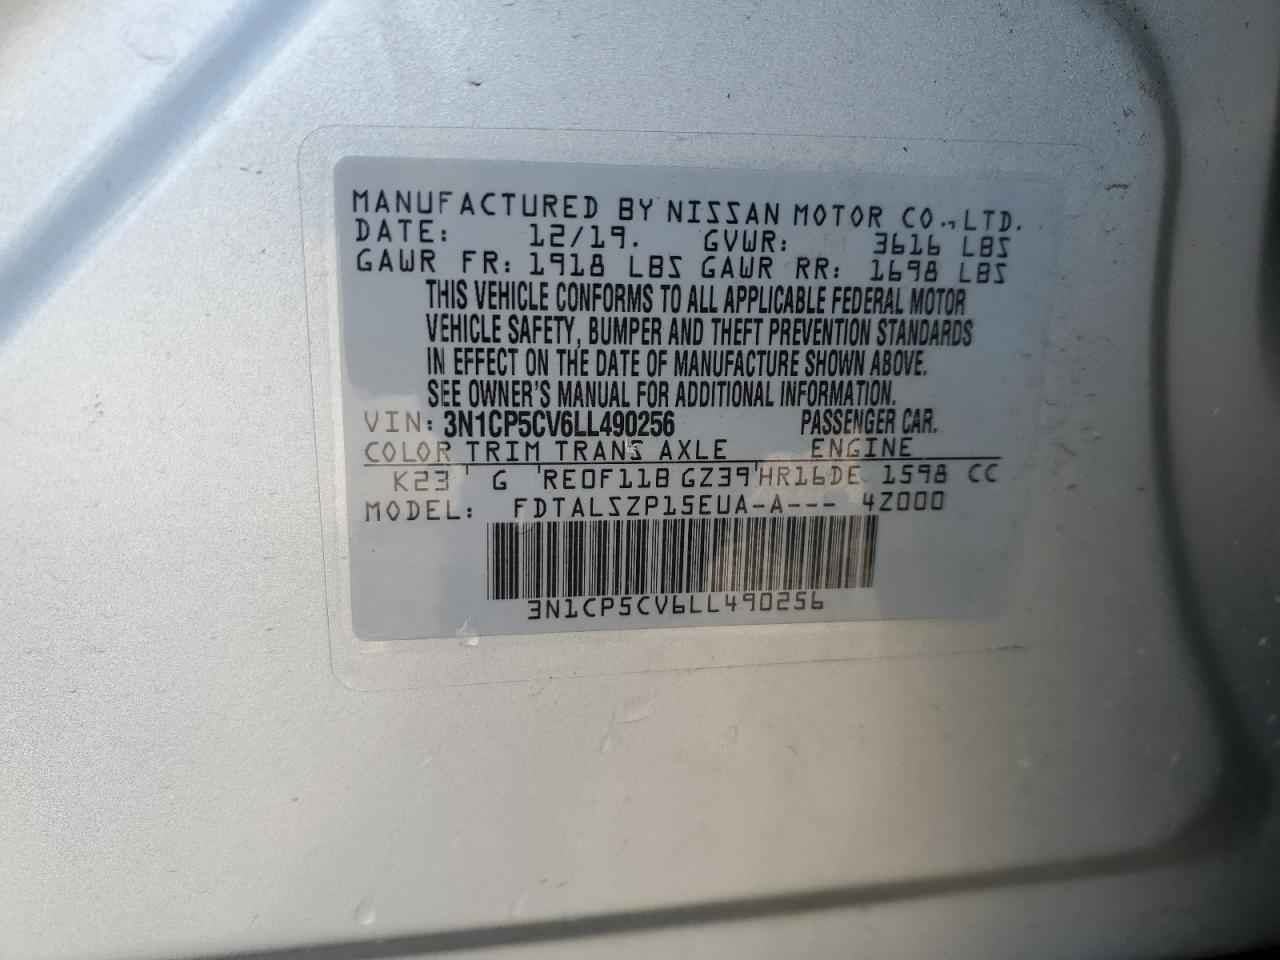 MANUFACTURED BY NISSAN MOTOR CO., LTD.
DATE: 12/19. GVWR: 3616 LBS
GAWR FR: 1918 LBS GAWR RR: 1698 LBS
THIS VEHICLE CONFORMS TO ALL APPLICABLE FEDERAL MOTOR
VEHICLE SAFETY, BUMPER AND THEFT PREVENTION STANDARDS
IN EFFECT ON THE DATE OF MANUFACTURE SHOWN ABOVE.
SEE OWNER'S MANUAL FOR ADDITIONAL INFORMATION.
VIN: 3N1CP5CV6LL490256 PASSENGER CAR.
COLOR TRIM TRANS AXLE ENGINE
K23 G RE0F11B GZ39 HR16DE 1598 CC
MODEL: FDTALSZP15EUA-A--- 4Z000
3N1CP5CV6LL490256